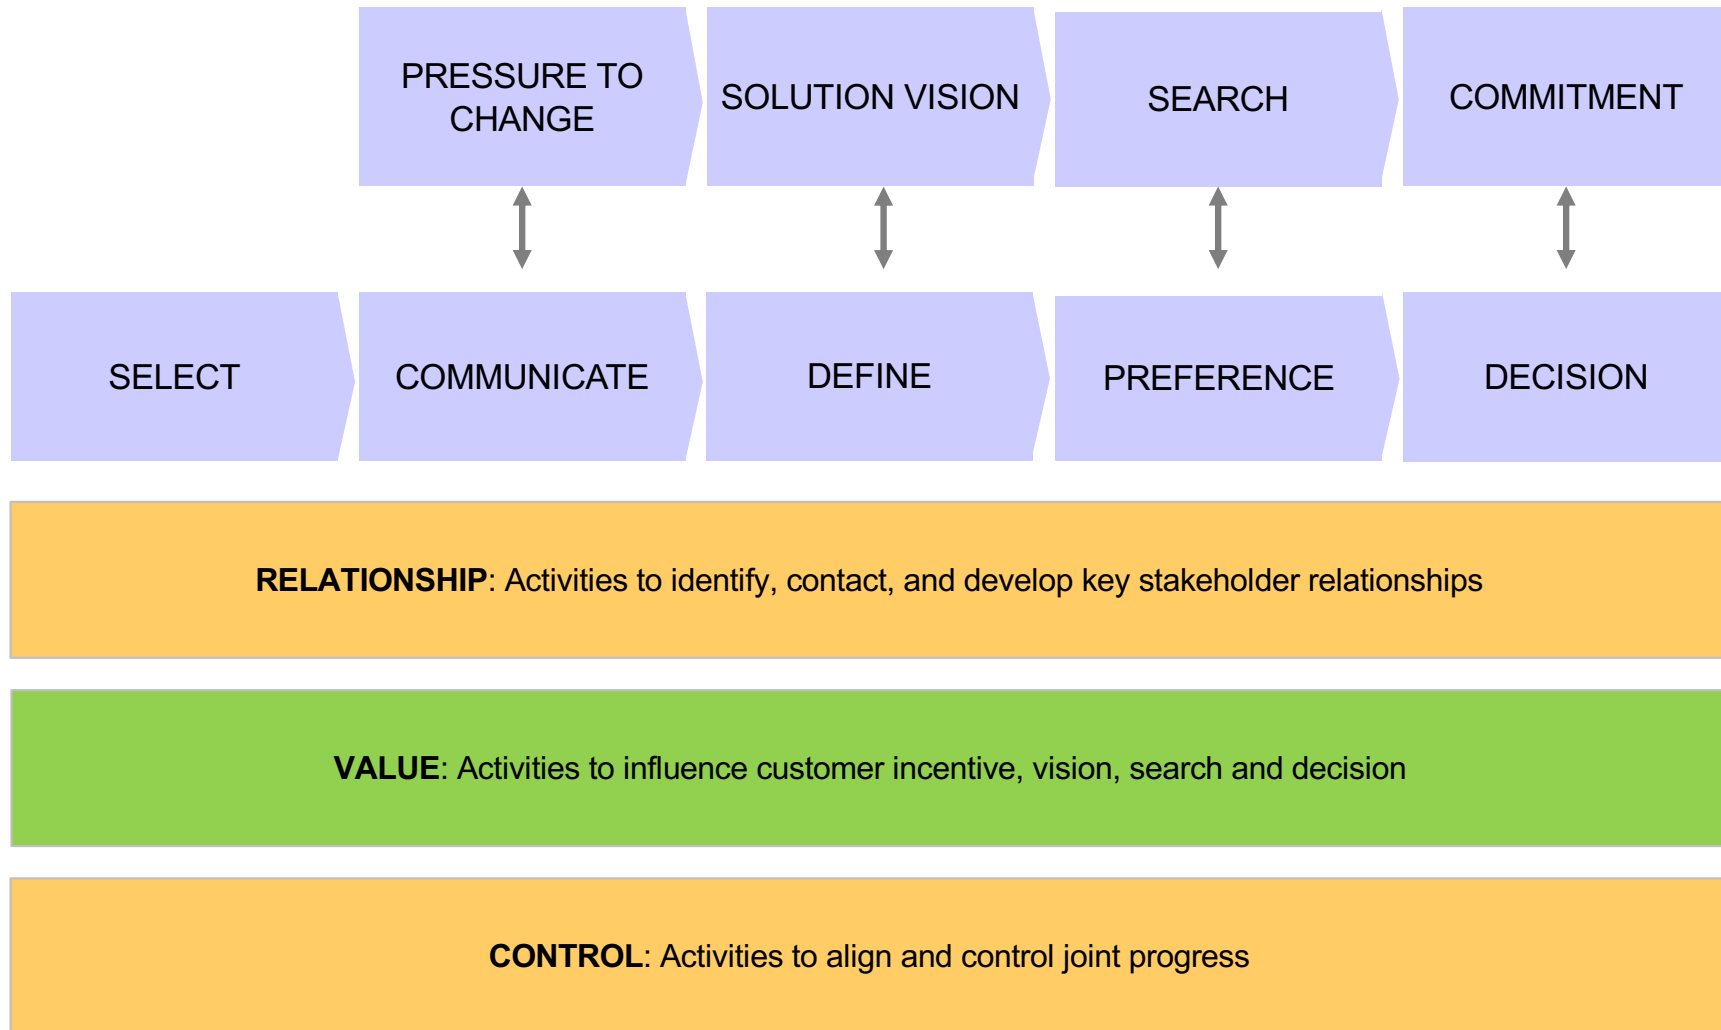 PRESSURE TO
CHANGE
SOLUTION VISION
SEARCH
COMMITMENT
SELECT
COMMUNICATE
DEFINE
PREFERENCE
DECISION
RELATIONSHIP: Activities to identify, contact, and develop key stakeholder relationships
VALUE: Activities to influence customer incentive, vision, search and decision
CONTROL: Activities to align and control joint progress